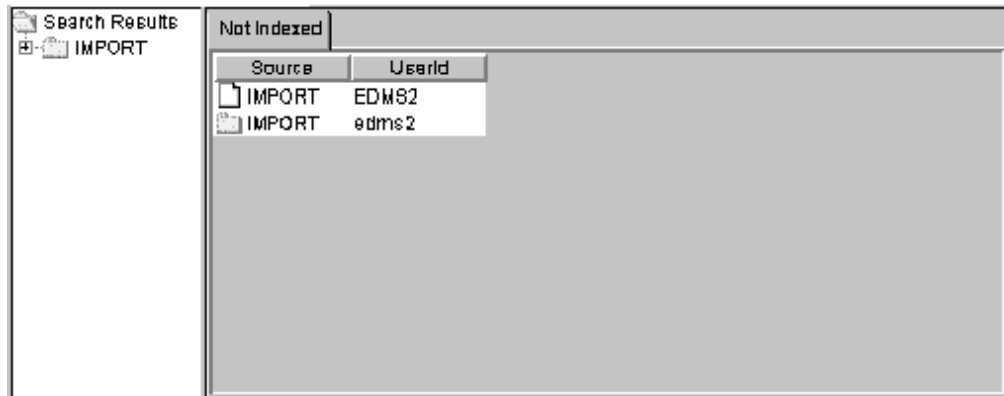 Search Results
IMPORT
Not Indexed
Source UserId
IMPORT EDMS2
IMPORT edms2